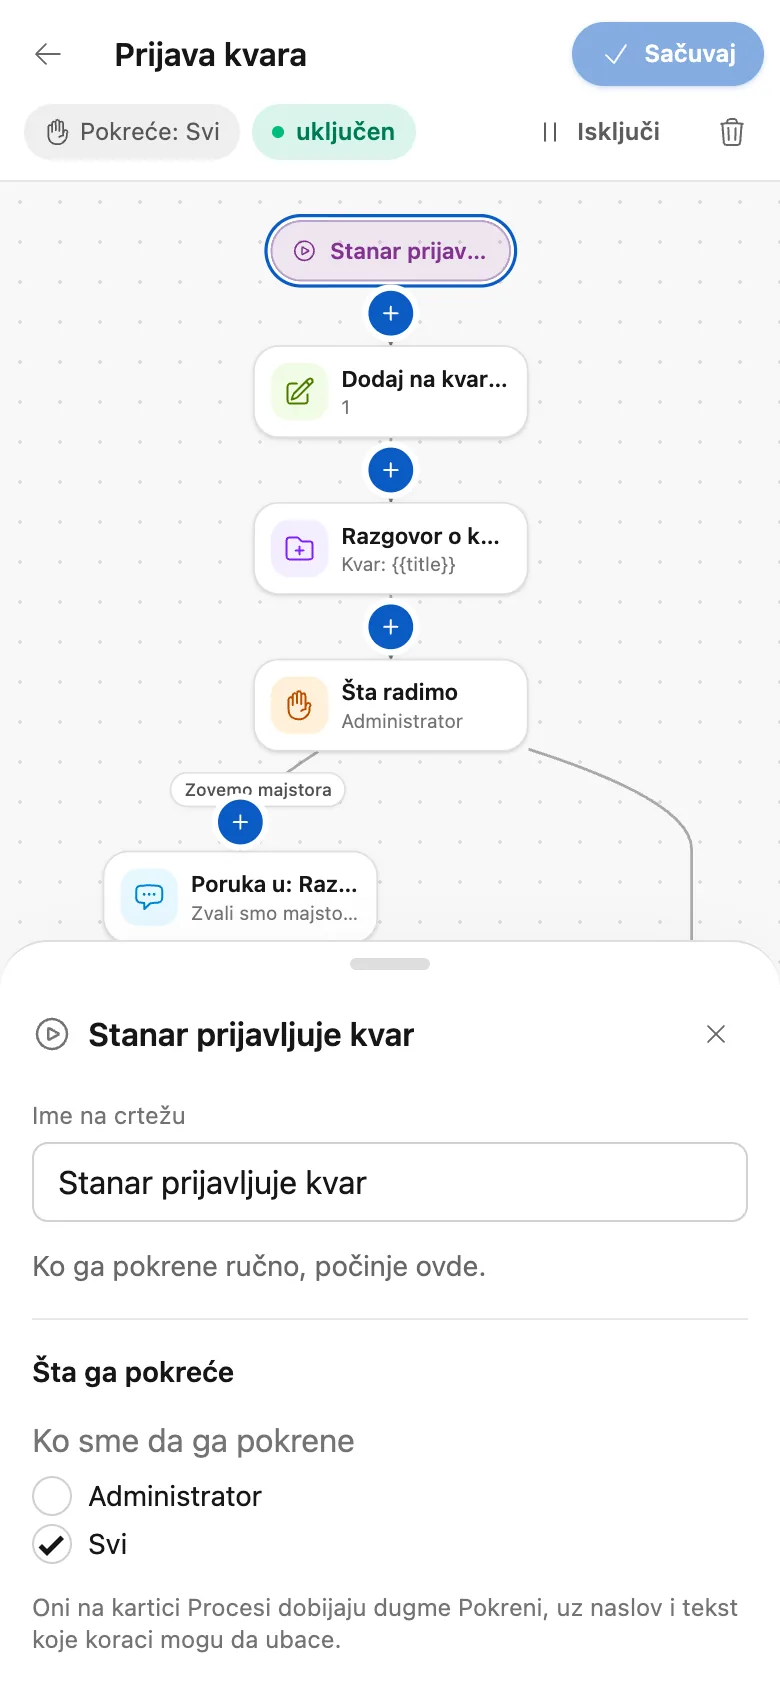 Prijava kvara
Sačuvaj
Pokreće: Svi
uključen
Isključi
Stanar prijav...
Dodaj na kvar...
1
Razgovor o k...
Kvar: {{title}}
Šta radimo
Administrator
Zovemo majstora
Poruka u: Raz...
Zvali smo majsto...
Stanar prijavljuje kvar
Ime na crtežu
Stanar prijavljuje kvar
Ko ga pokrene ručno, počinje ovde.
Šta ga pokreće
Ko sme da ga pokrene
Administrator
Svi
Oni na kartici Procesi dobijaju dugme Pokreni, uz naslov i tekst
koje koraci mogu da ubace.